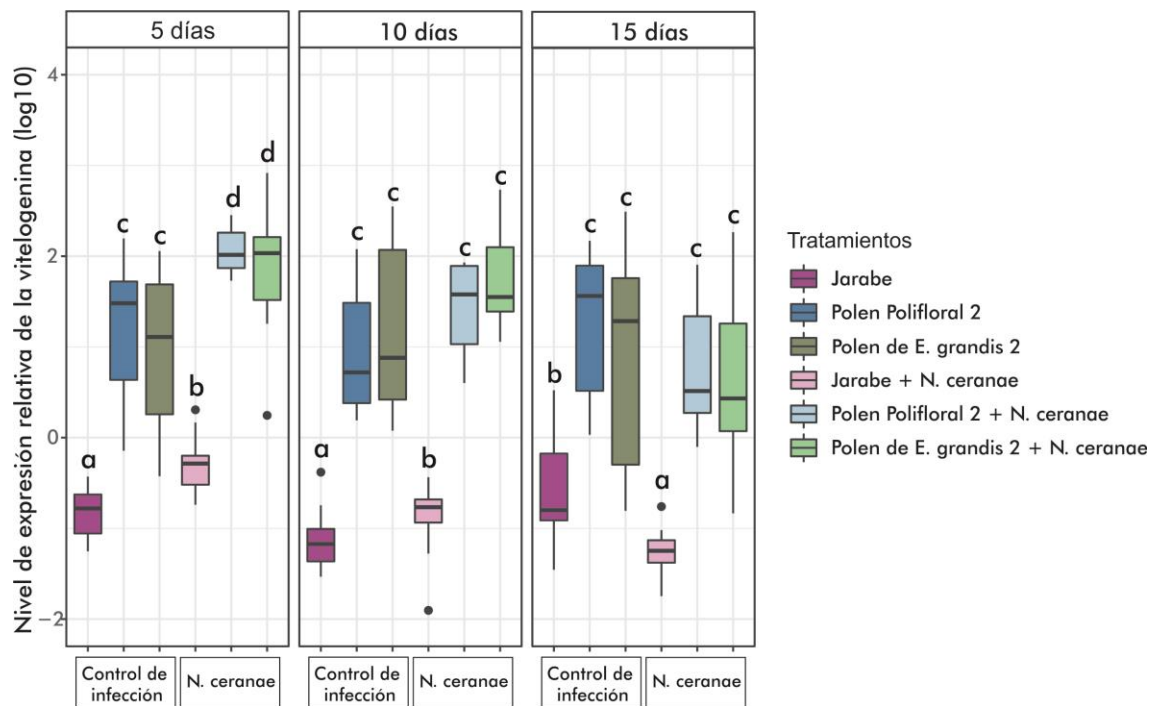 5 días
10 días
15 días
Nivel de expresión relativa de la vitelogenina (log10)
4
2
0
−2
a
c
c
b
d
d
a
c
c
b
c
c
b
c
c
a
c
c
Control de
infección
N. ceranae
Control de
infección
N. ceranae
Control de
infección
N. ceranae
Tratamientos
Jarabe
Polen Polifloral 2
Polen de E. grandis 2
Jarabe + N. ceranae
Polen Polifloral 2 + N. ceranae
Polen de E. grandis 2 + N. ceranae